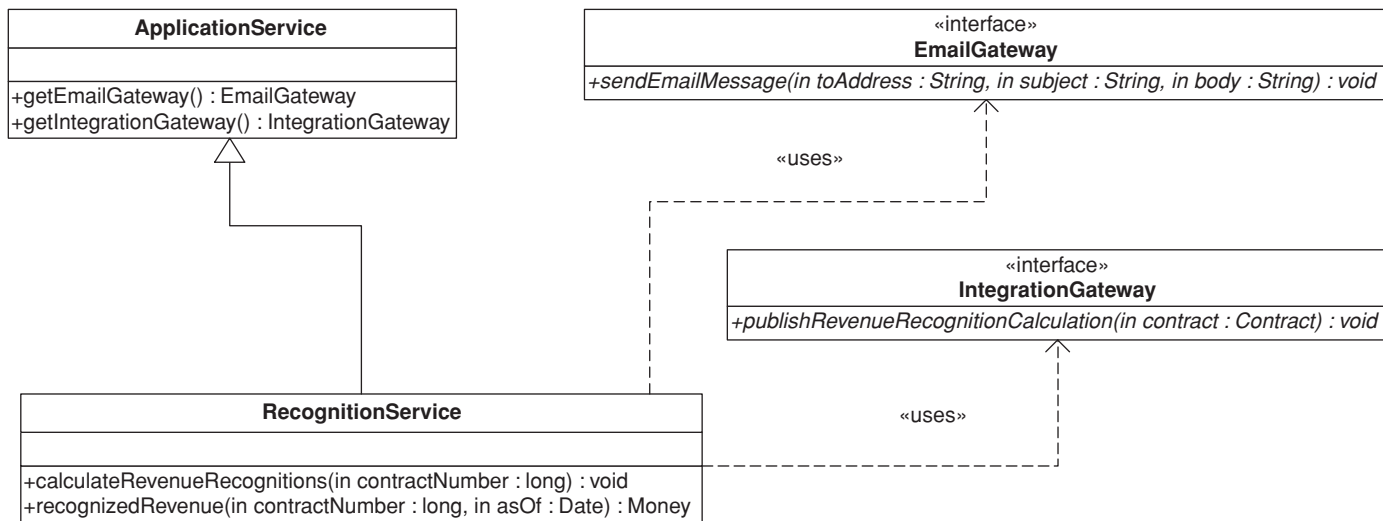 ApplicationService
+getEmailGateway() : EmailGateway
+getIntegrationGateway() : IntegrationGateway
«interface»
EmailGateway
+sendEmailMessage(in toAddress : String, in subject : String, in body : String) : void
«uses»
«interface»
IntegrationGateway
+publishRevenueRecognitionCalculation(in contract : Contract) : void
«uses»
RecognitionService
+calculateRevenueRecognitions(in contractNumber : long) : void
+recognizedRevenue(in contractNumber : long, in asOf : Date) : Money